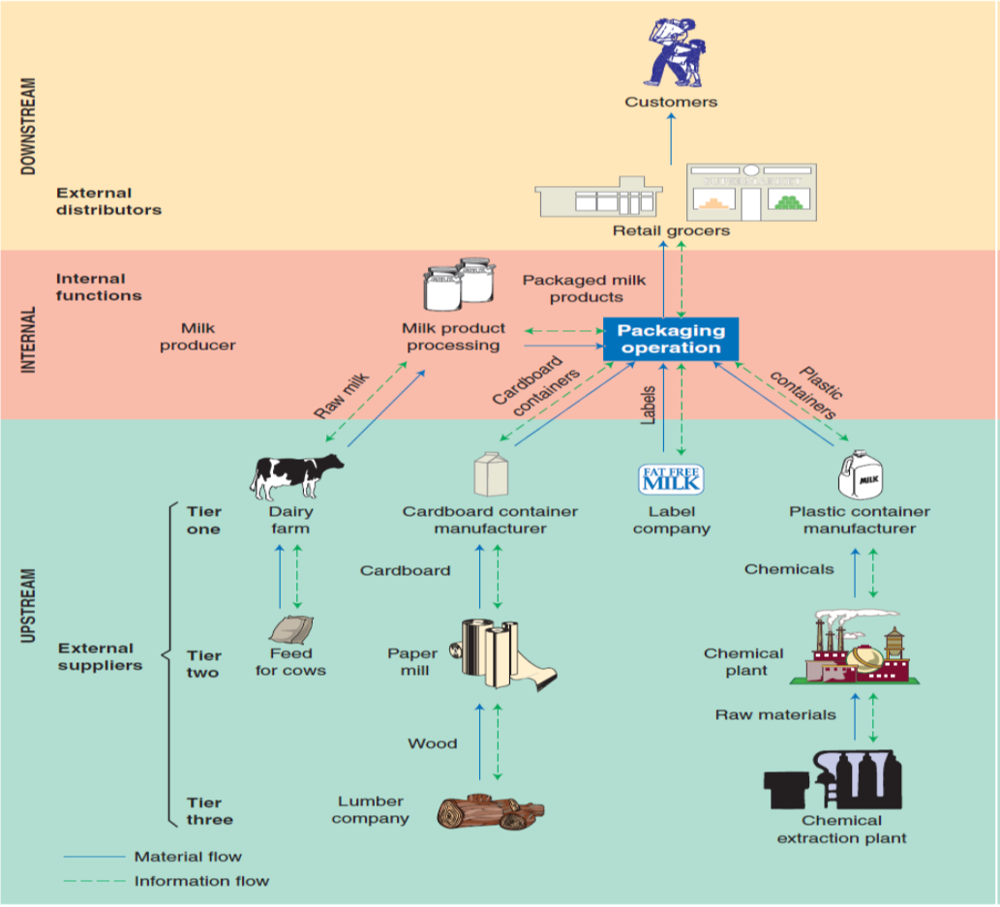 Customers
DOWNSTREAM
External
distributors
SUPERMARKET
Retail grocers
Internal
functions
Packaged milk
products
INTERNAL
Milk
producer
Milk product
processing
Packaging
operation
Raw milk
Cardboard
containers
Labels
Plastic
containers
FAT FREE
MILK
MILK
Tier
one
Dairy
farm
Cardboard container
manufacturer
Label
company
Plastic container
manufacturer
Cardboard
Chemicals
UPSTREAM
External
suppliers
Tier
two
Feed
for cows
Paper
mill
Chemical
plant
Raw materials
Wood
Tier
three
Lumber
company
Chemical
extraction plant
Material flow
Information flow